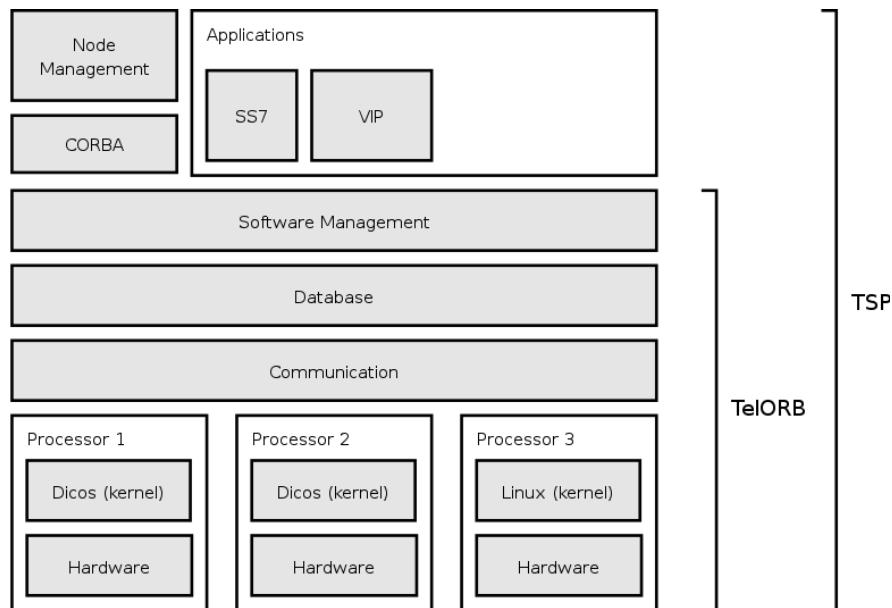 Node
Management
Applications
SS7
VIP
CORBA
Software Management
Database
Communication
TSP
TelORB
Processor 1
Processor 2
Processor 3
Dicos (kernel)
Dicos (kernel)
Linux (kernel)
Hardware
Hardware
Hardware